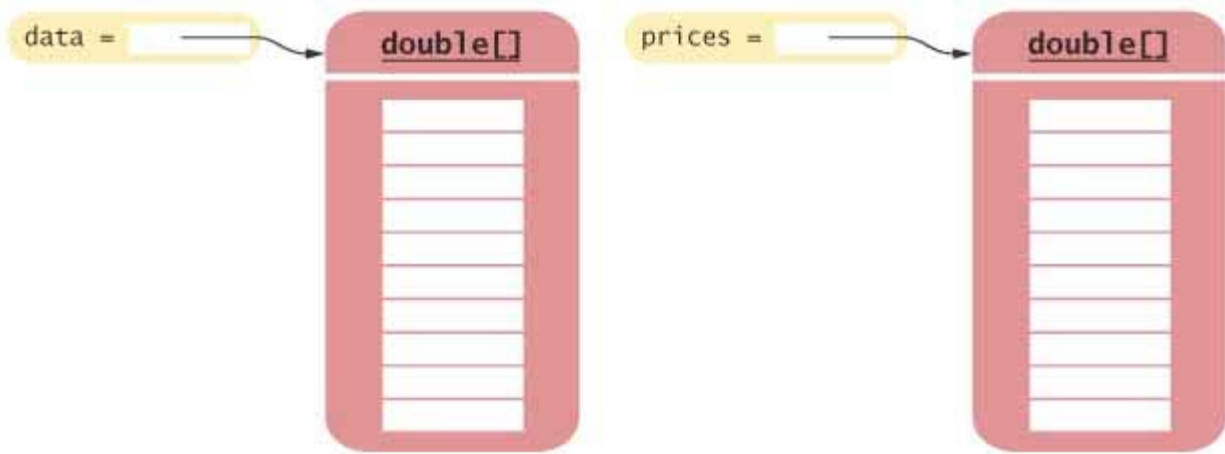 data =
double[]
prices =
double[]